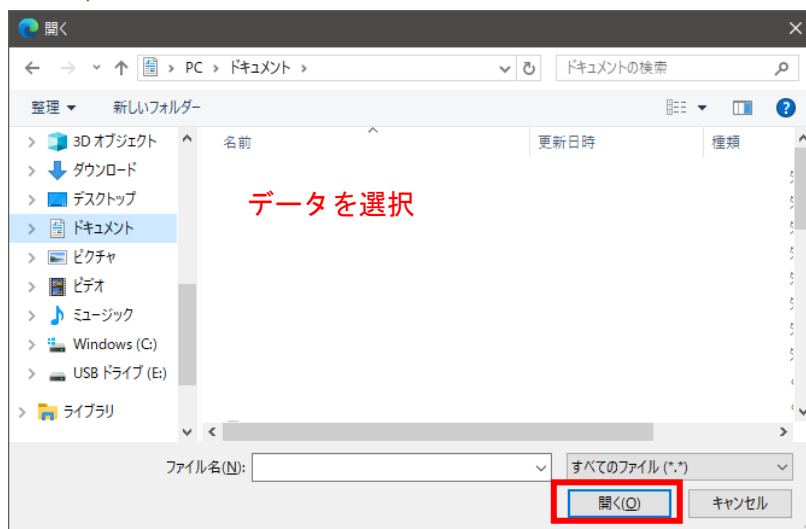 開く
PC > ドキュメント >
ドキュメントの検索
整理
新しいフォルダー
3D オブジェクト
ダウンロード
デスクトップ
ドキュメント
ピクチャ
ビデオ
ミュージック
Windows (C:)
USB ドライブ (E:)
ライブラリ
名前
更新日時
種類
データを選択
ファイル名(N):
すべてのファイル (*.*)
開く(O)
キャンセル